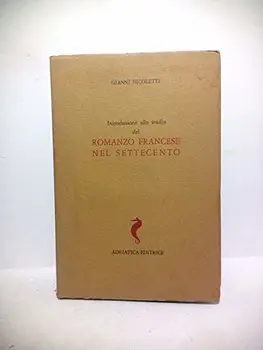 GIANNI NICOLETTI
Introduzione allo studio
del
ROMANZO FRANCESE
NEL SETTECENTO
ADRIATICA EDITRICE